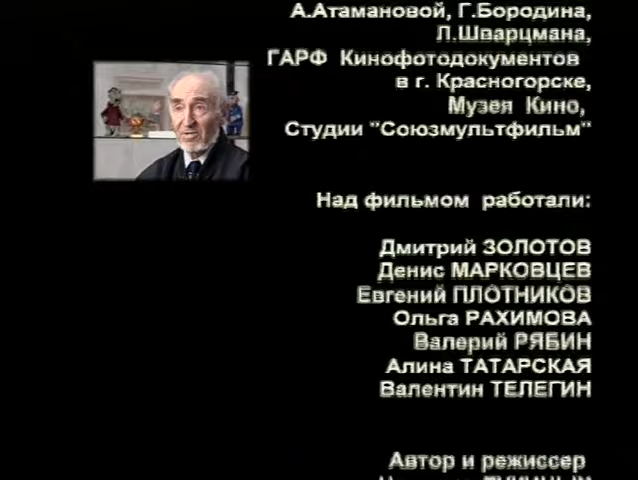 А.Атамановой, Г.Бородина,
Л.Шварцмана,
ГАРФ Кинофотодокументов
в г. Красногорске,
Музея Кино,
Студии "Союзмультфильм"
Над фильмом работали:
Дмитрий ЗОЛОТОВ
Денис МАРКОВЦЕВ
Евгений ПЛОТНИКОВ
Ольга РАХИМОВА
Валерий РЯБИН
Алина ТАТАРСКАЯ
Валентин ТЕЛЕГИН
Автор и режиссер